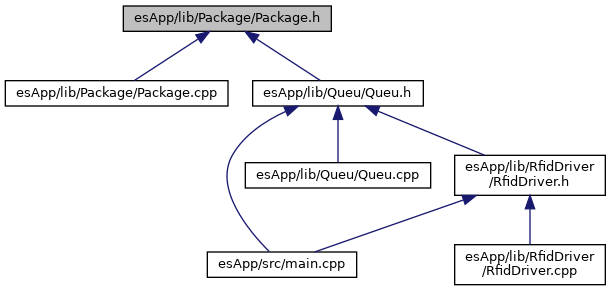 esApp/lib/Package/Package.h
esApp/lib/Package/Package.cpp
esApp/lib/Queu/Queu.h
esApp/lib/Queu/Queu.cpp
esApp/lib/RfidDriver
/RfidDriver.h
esApp/src/main.cpp
esApp/lib/RfidDriver
/RfidDriver.cpp